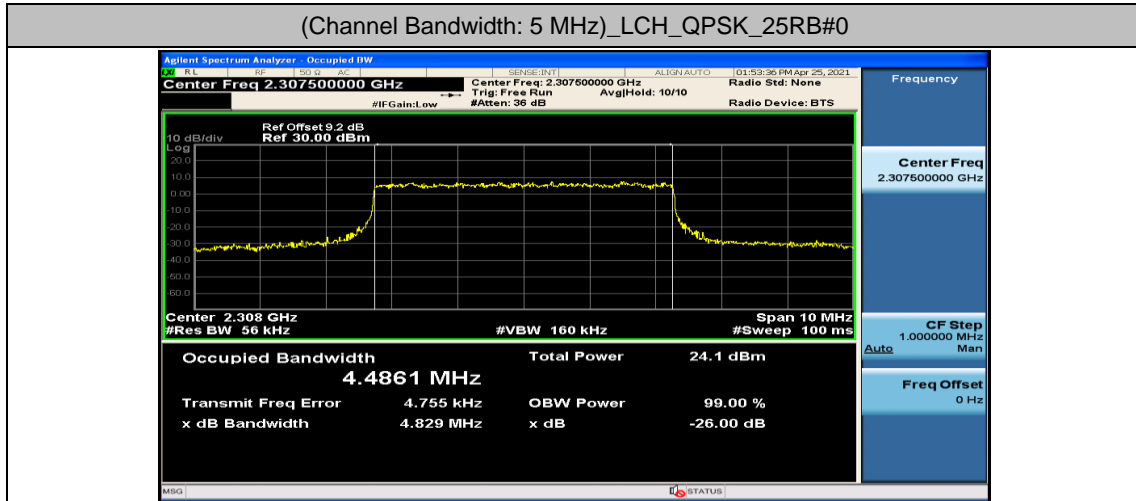 (Channel Bandwidth: 5 MHz)_LCH_QPSK_25RB#0
Agilent Spectrum Analyzer - Occupied BW
LXI RL RF 50 Ω AC SENSE:INT ALIGN AUTO 01:53:36 PM Apr 25, 2021
Center Freq 2.307500000 GHz
Center Freq: 2.307500000 GHz
Radio Std: None
Trig: Free Run Avg|Hold: 10/10
#IFGain:Low #Atten: 36 dB Radio Device: BTS
Ref Offset 9.2 dB
10 dB/div Ref 30.00 dBm
Log
20.0
10.0
0.00
-10.0
-20.0
-30.0
-40.0
-50.0
-60.0
Center 2.308 GHz Span 10 MHz
#Res BW 56 kHz #VBW 160 kHz #Sweep 100 ms
Occupied Bandwidth Total Power 24.1 dBm
4.4861 MHz
Transmit Freq Error 4.755 kHz OBW Power 99.00 %
x dB Bandwidth 4.829 MHz x dB -26.00 dB
MSG STATUS
Frequency
Center Freq
2.307500000 GHz
CF Step
1.000000 MHz
Auto Man
Freq Offset
0 Hz